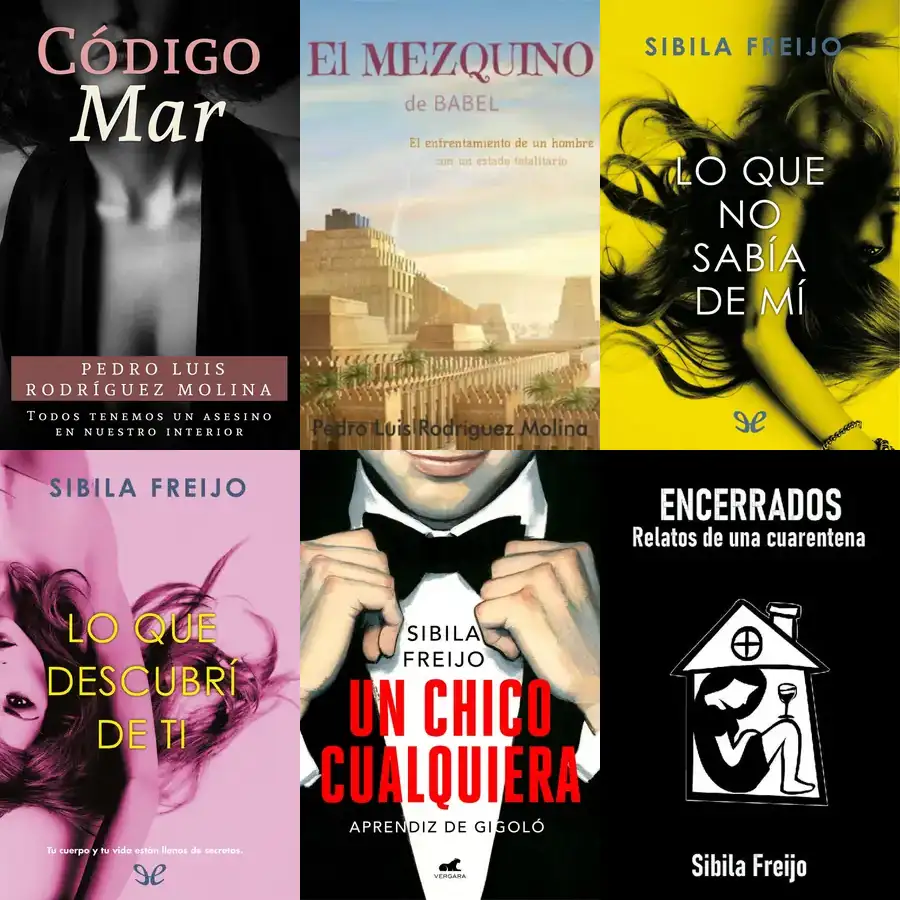 CÓDIGO
Mar
PEDRO LUIS
RODRÍGUEZ MOLINA
TODOS TENEMOS UN ASESINO
EN NUESTRO INTERIOR
El MEZQUINO
de BABEL
El enfrentamiento de un hombre
con un estado totalitario
Pedro Luis Rodriguez Molina
SIBILA FREIJO
LO QUE
NO
SABÍA
DE MÍ
SIBILA FREIJO
LO QUE
DESCUBRÍ
DE TI
Tu cuerpo y tu vida están llenos de secretos.
SIBILA
FREIJO
UN CHICO
CUALQUIERA
APRENDIZ DE GIGOLÓ
VERGARA
ENCERRADOS
Relatos de una cuarentena
Sibila Freijo